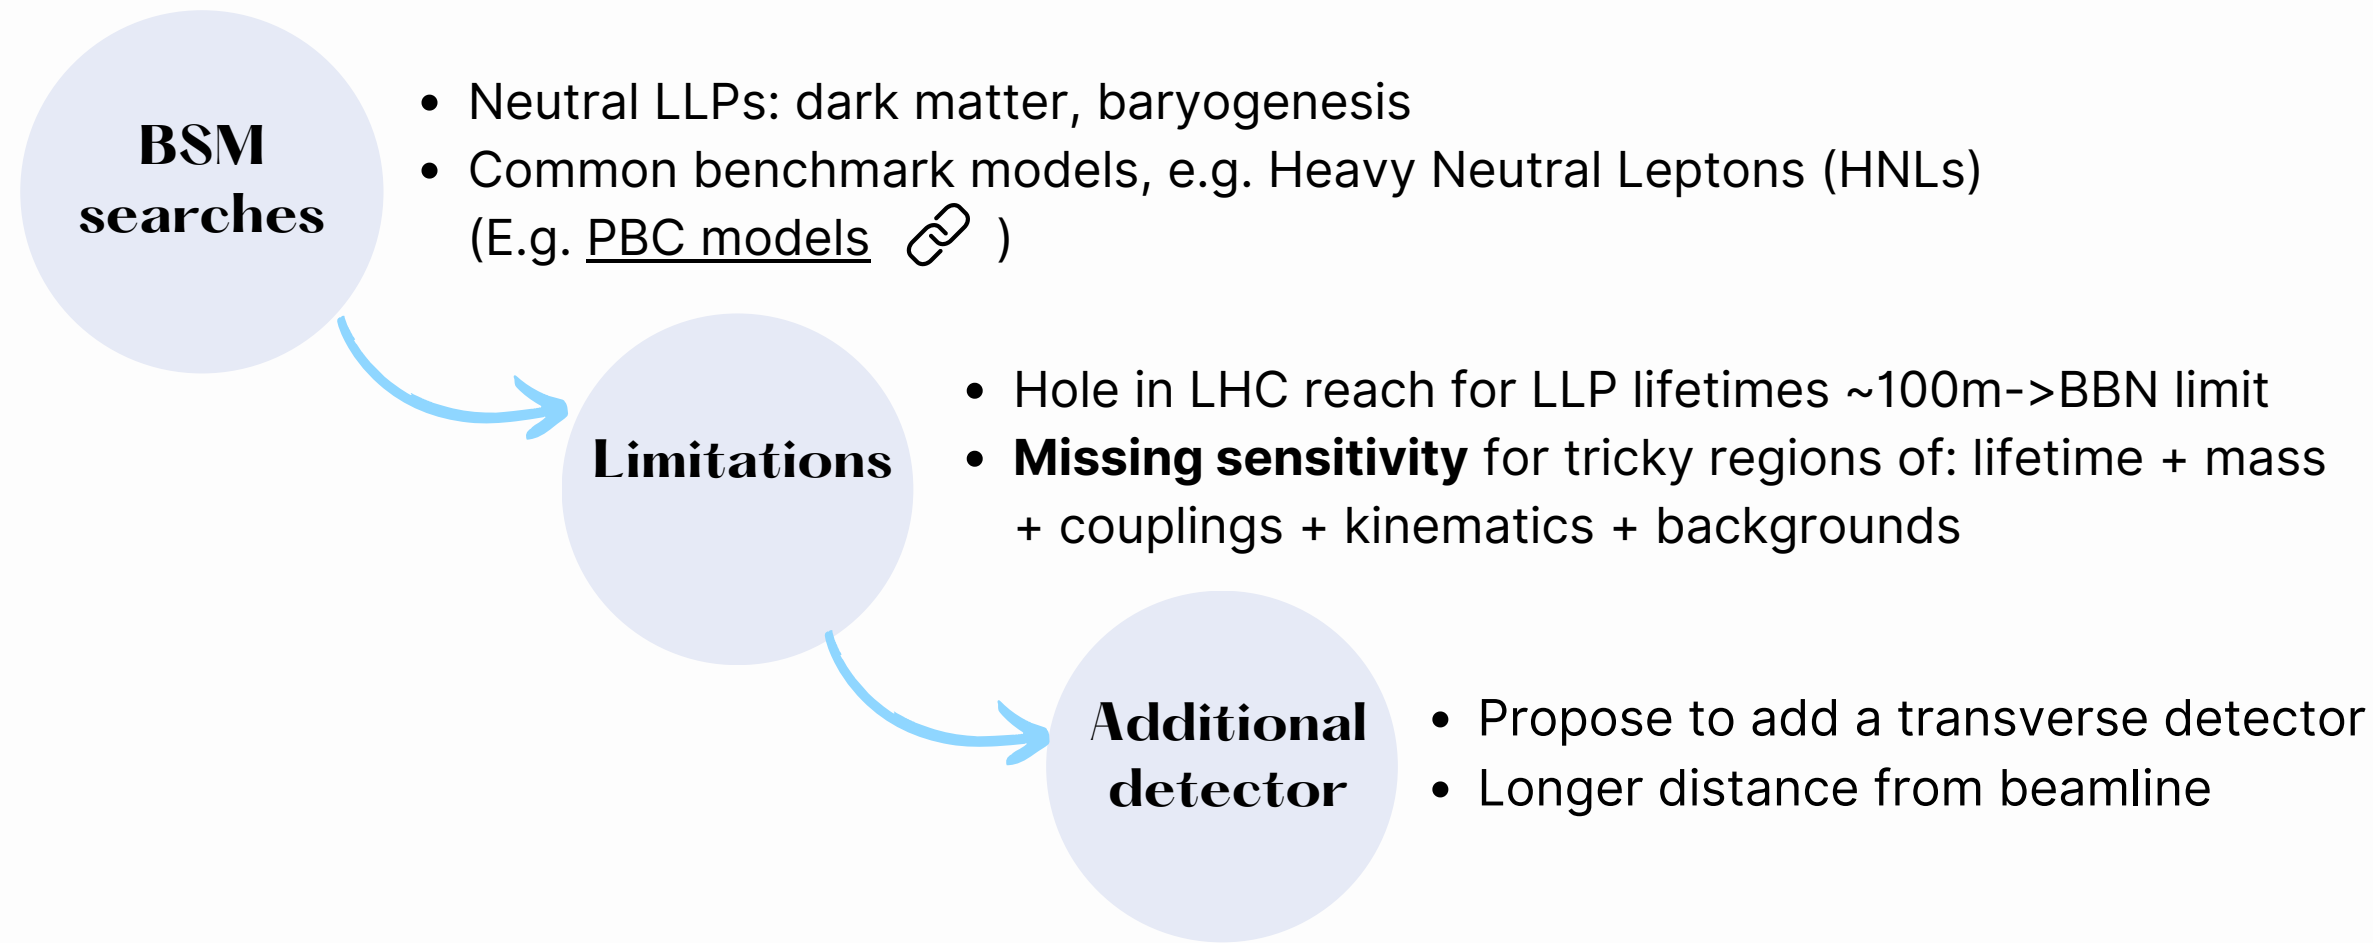 BSM
searches
• Neutral LLPs: dark matter, baryogenesis
• Common benchmark models, e.g. Heavy Neutral Leptons (HNLs)
(E.g. PBC models )
Limitations
• Hole in LHC reach for LLP lifetimes ~100m->BBN limit
• Missing sensitivity for tricky regions of: lifetime + mass
+ couplings + kinematics + backgrounds
Additional
detector
• Propose to add a transverse detector
• Longer distance from beamline